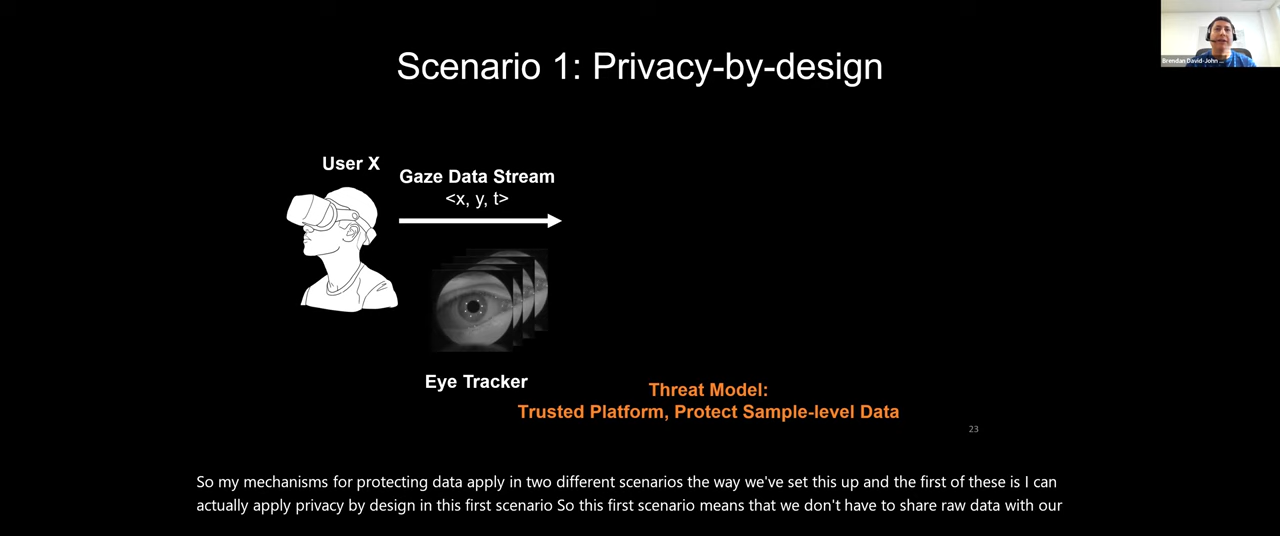 Brendan David-John ...
Scenario 1: Privacy-by-design
User X
Gaze Data Stream
<x, y, t>
Eye Tracker
Threat Model:
Trusted Platform, Protect Sample-level Data
23
So my mechanisms for protecting data apply in two different scenarios the way we've set this up and the first of these is I can
actually apply privacy by design in this first scenario So this first scenario means that we don't have to share raw data with our